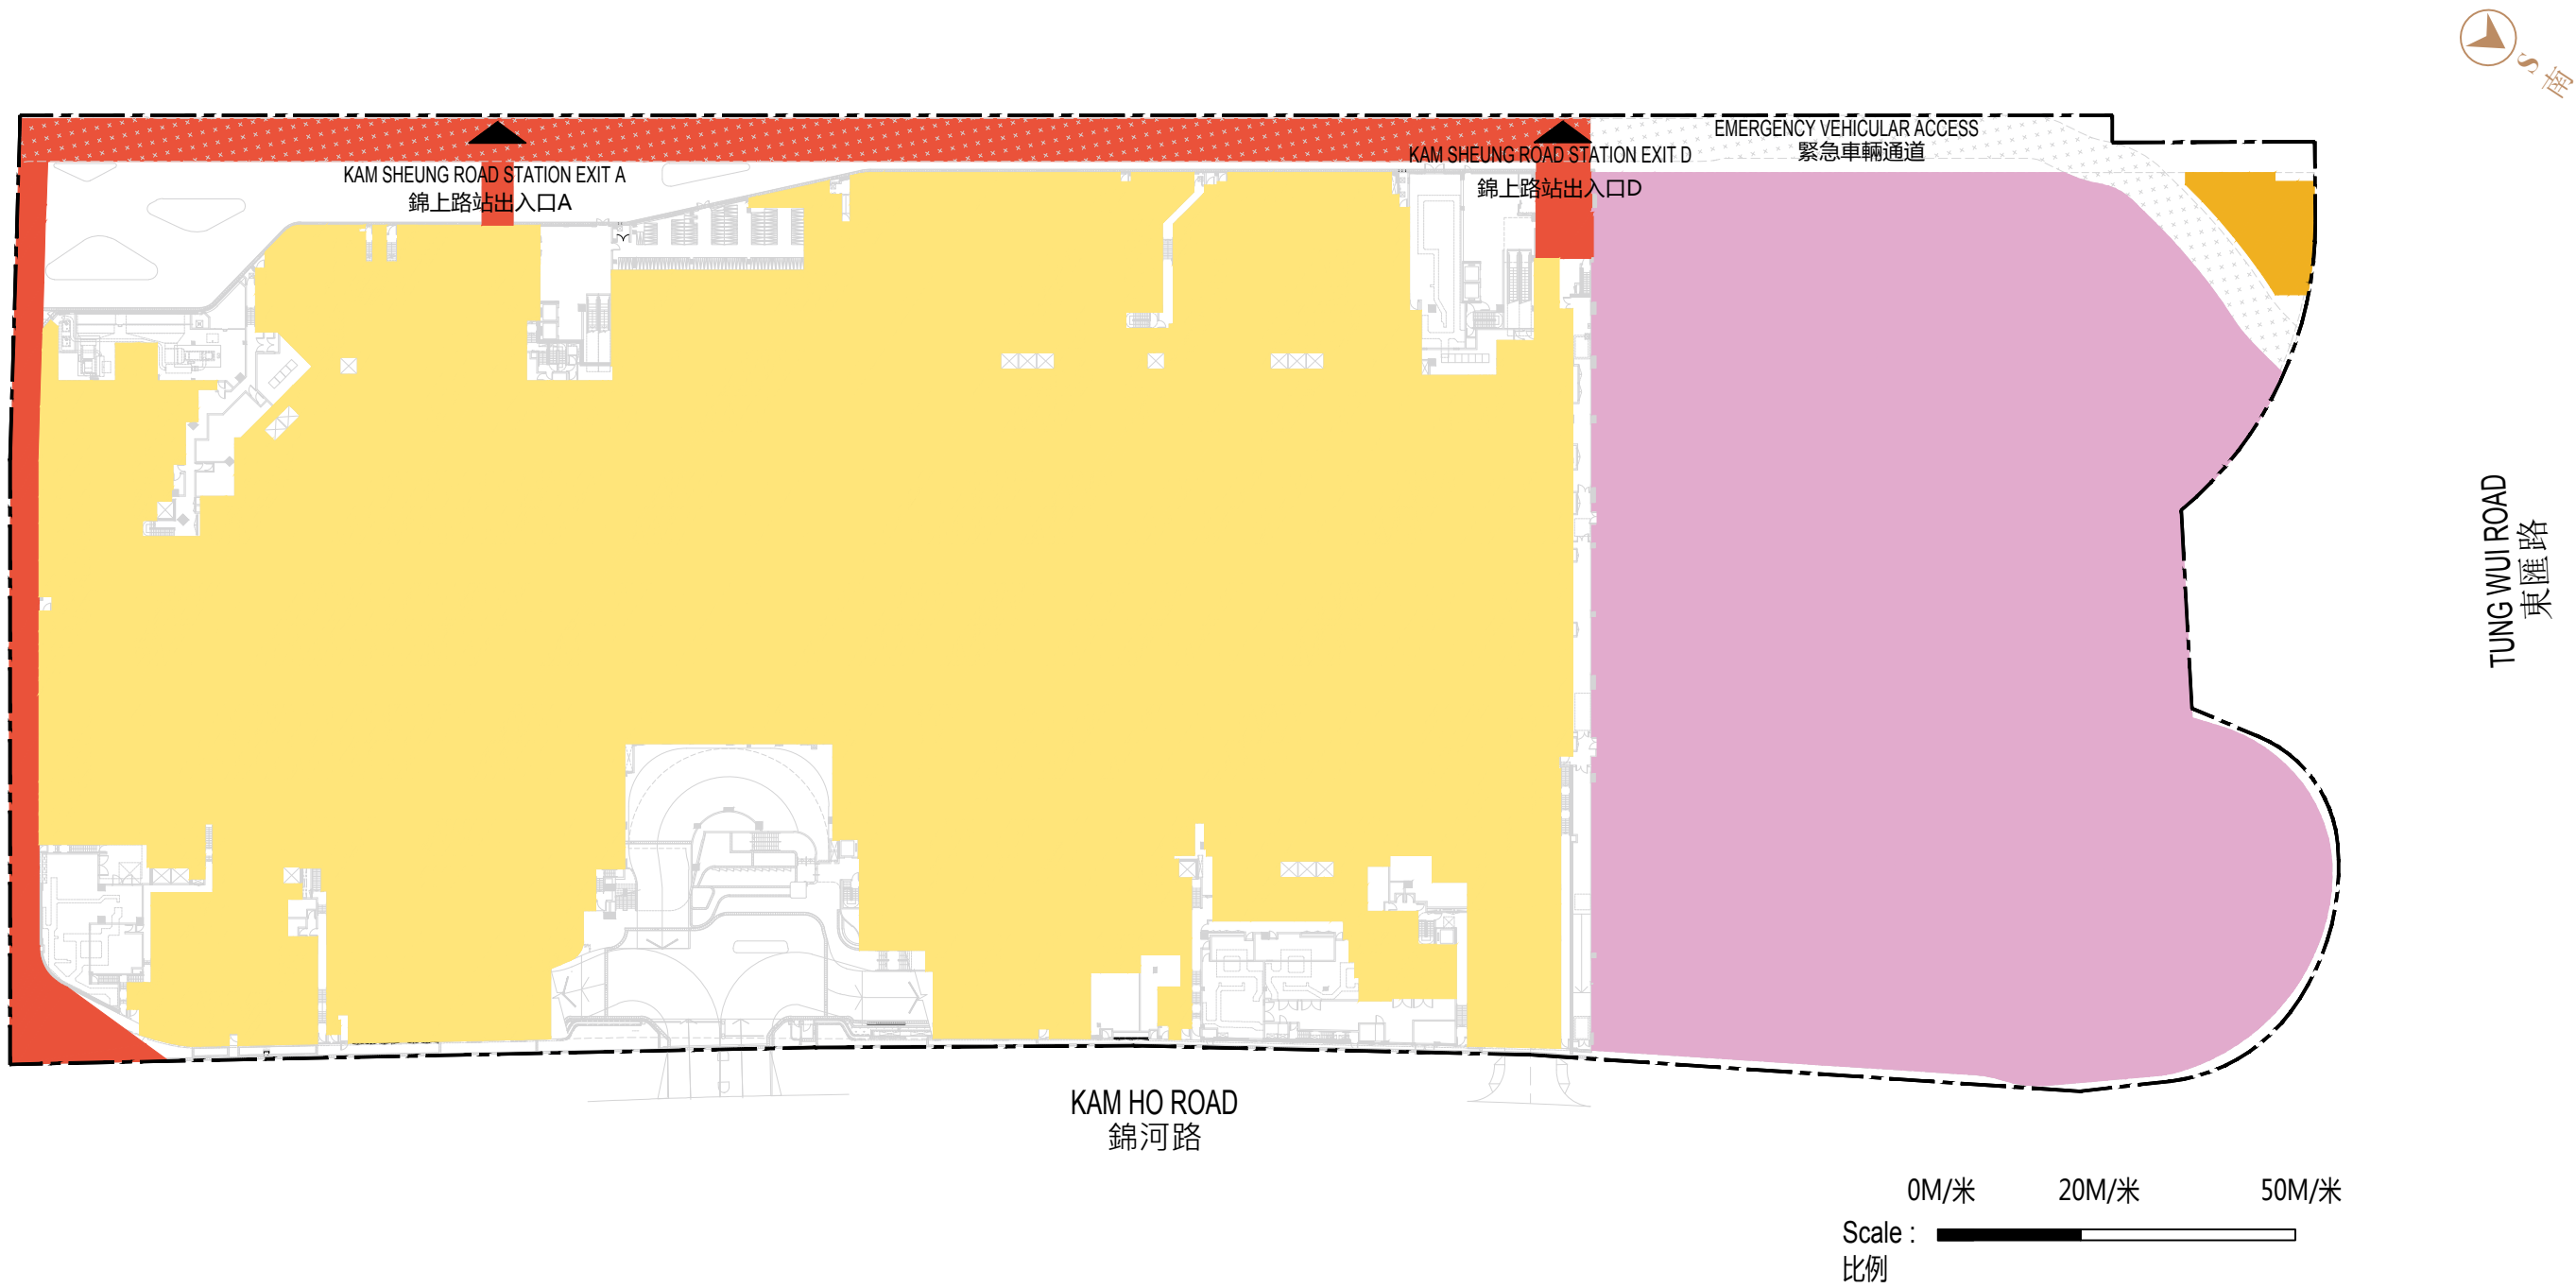 S 南
EMERGENCY VEHICULAR ACCESS
緊急車輛通道
KAM SHEUNG ROAD STATION EXIT A
錦上路站出入口A
KAM SHEUNG ROAD STATION EXIT D
錦上路站出入口D
TUNG WUI ROAD
東匯路
KAM HO ROAD
錦河路
0M/米 20M/米 50M/米
Scale :
比例